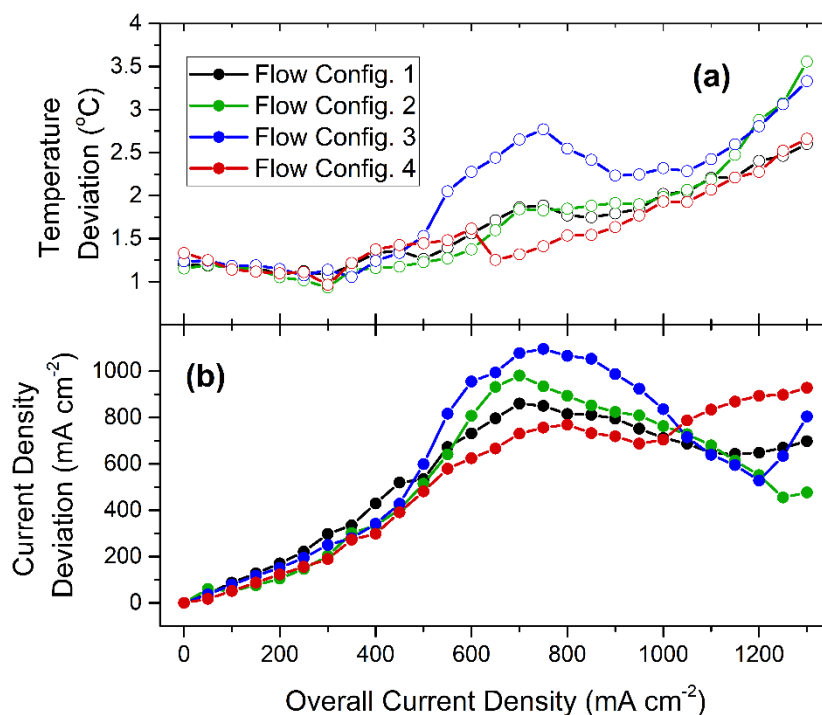 4
3.5
3
2.5
2
1.5
1
Temperature
Deviation (°C)
Flow Config. 1
Flow Config. 2
Flow Config. 3
Flow Config. 4
(a)
(b)
1000
800
600
400
200
0
Current Density
Deviation (mA cm-2)
0 200 400 600 800 1000 1200
Overall Current Density (mA cm-2)